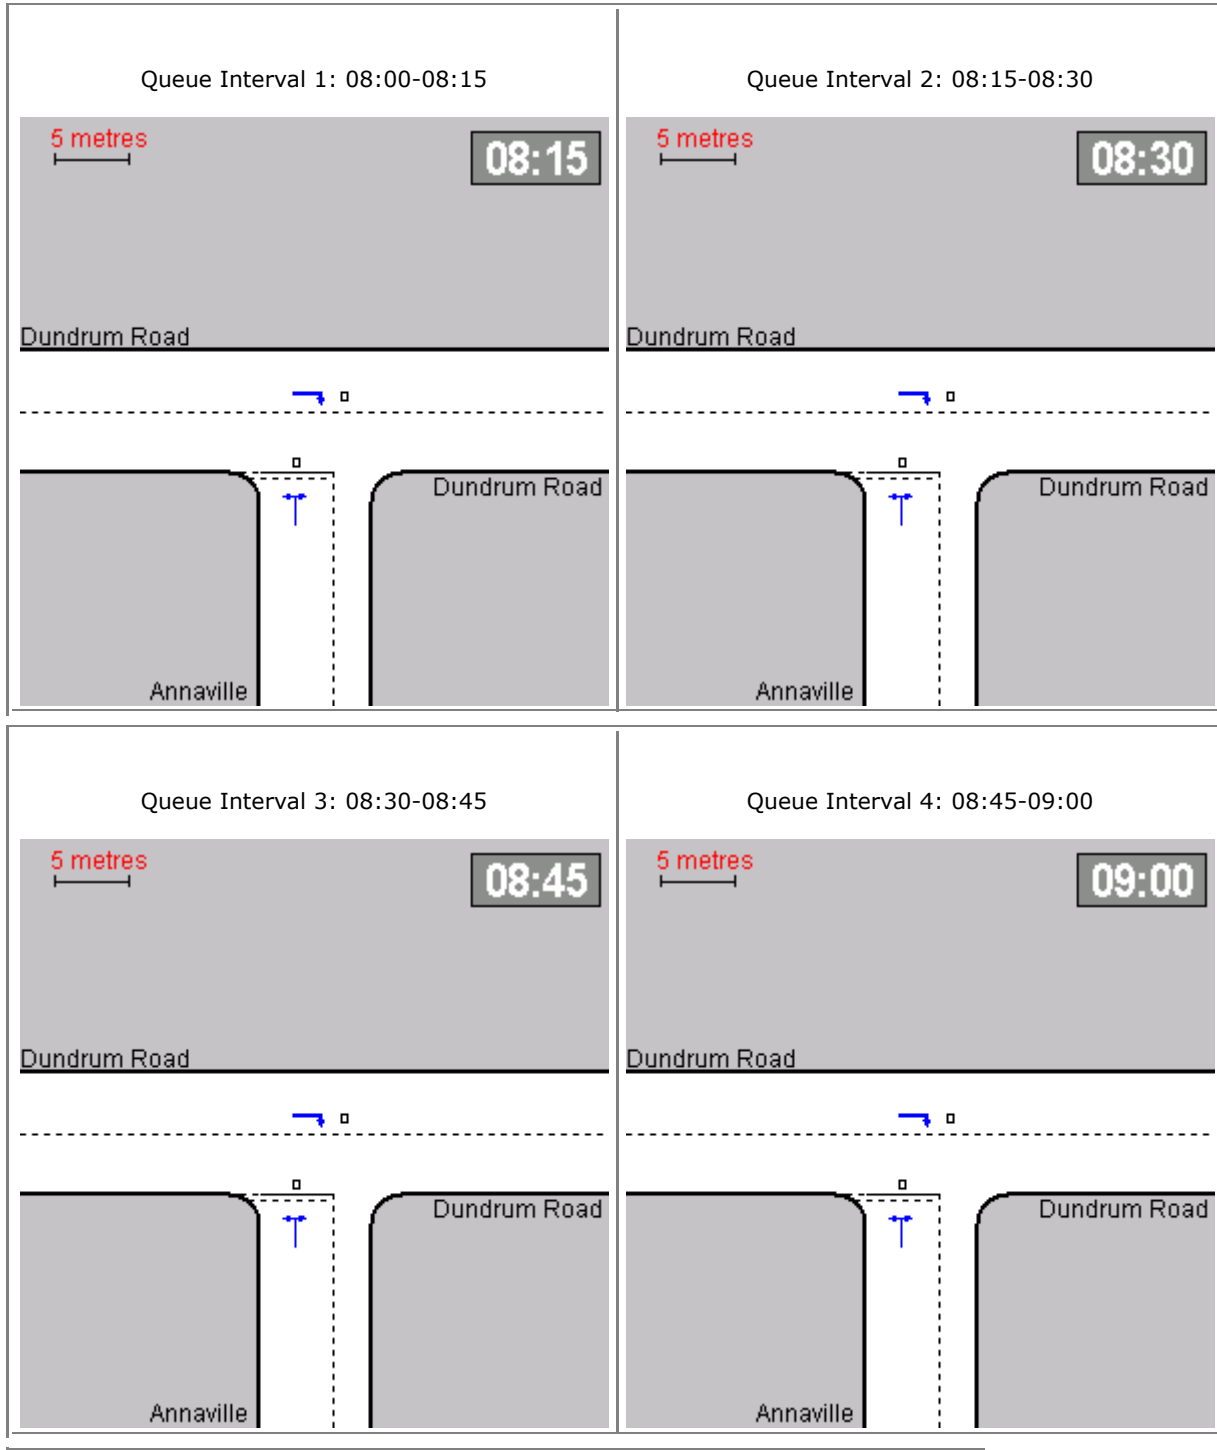 Queue Interval 1: 08:00-08:15
5 metres
08:15
Dundrum Road
Dundrum Road
Annaville
Queue Interval 2: 08:15-08:30
5 metres
08:30
Dundrum Road
Dundrum Road
Annaville
Queue Interval 3: 08:30-08:45
5 metres
08:45
Dundrum Road
Dundrum Road
Annaville
Queue Interval 4: 08:45-09:00
5 metres
09:00
Dundrum Road
Dundrum Road
Annaville